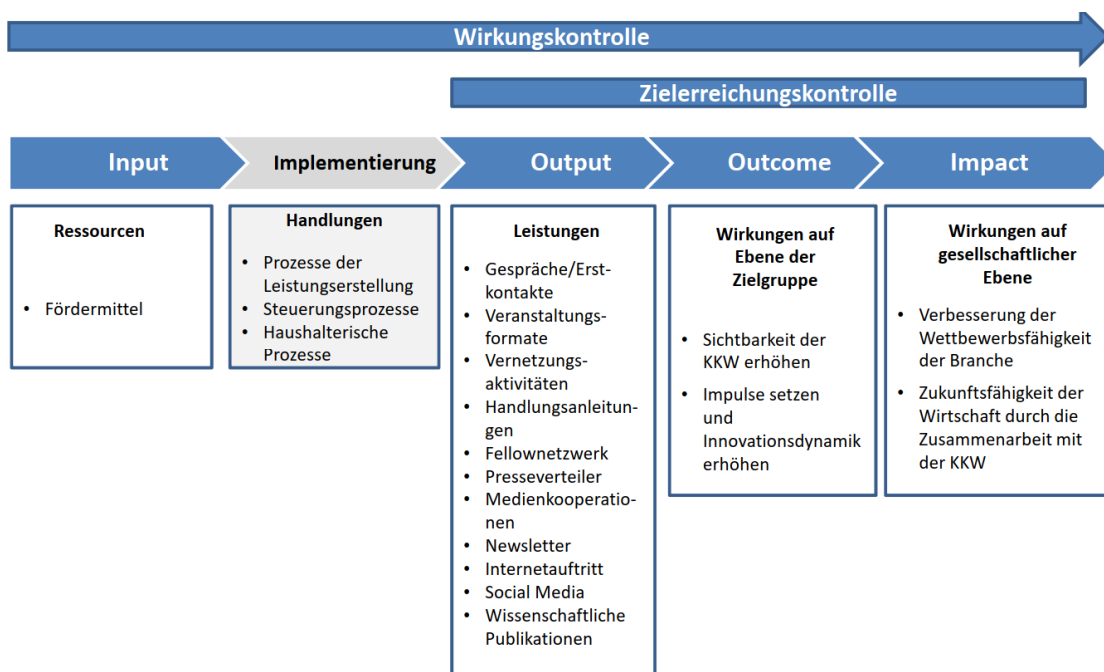 Wirkungskontrolle
Zielerreichungskontrolle
Input
Implementierung
Output
Outcome
Impact
Ressourcen
• Fördermittel
Handlungen
• Prozesse der
Leistungserstellung
• Steuerungsprozesse
• Haushalterische
Prozesse
Leistungen
• Gespräche/Erst-
kontakte
• Veranstaltungs-
formate
• Vernetzungs-
aktivitäten
• Handlungsanleitun-
gen
• Fellownetzwerk
• Presseverteiler
• Medienkooperatio-
nen
• Newsletter
• Internetauftritt
• Social Media
• Wissenschaftliche
Publikationen
Wirkungen auf
Ebene der
Zielgruppe
• Sichtbarkeit der
KKW erhöhen
• Impulse setzen
und
Innovationsdynamik
erhöhen
Wirkungen auf
gesellschaftlicher
Ebene
• Verbesserung der
Wettbewerbsfähigkeit
der Branche
• Zukunftsfähigkeit der
Wirtschaft durch die
Zusammenarbeit mit
der KKW